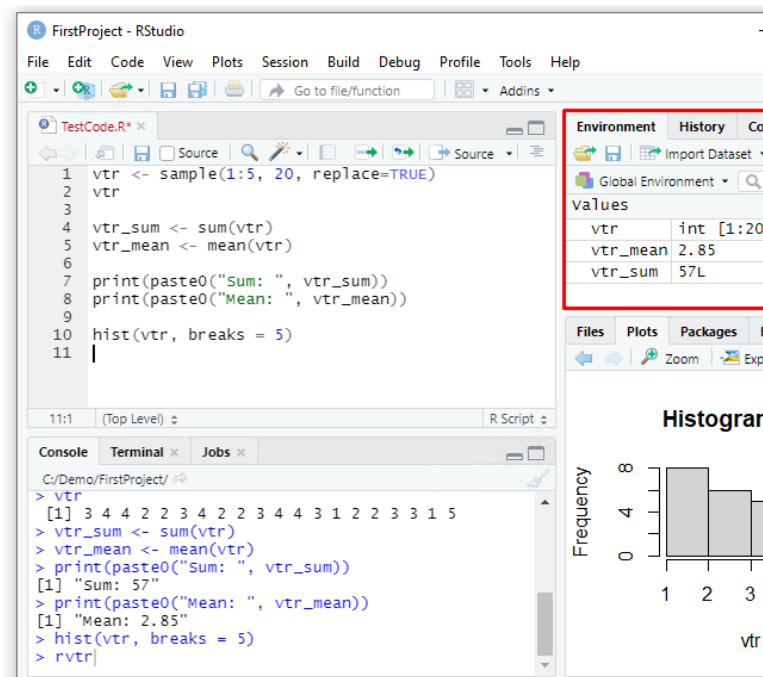 FirstProject - RStudio
File Edit Code View Plots Session Build Debug Profile Tools Help
Go to file/function Addins
TestCode.R*
Source Source
1 vtr <- sample(1:5, 20, replace=TRUE)
2 vtr
3
4 vtr_sum <- sum(vtr)
5 vtr_mean <- mean(vtr)
6
7 print(paste0("Sum: ", vtr_sum))
8 print(paste0("Mean: ", vtr_mean))
9
10 hist(vtr, breaks = 5)
11
11:1 (Top Level) R Script
Console Terminal Jobs
C:/Demo/FirstProject/
> vtr
[1] 3 4 4 2 2 3 4 2 2 3 4 4 3 1 2 2 3 3 1 5
> vtr_sum <- sum(vtr)
> vtr_mean <- mean(vtr)
> print(paste0("Sum: ", vtr_sum))
[1] "Sum: 57"
> print(paste0("Mean: ", vtr_mean))
[1] "Mean: 2.85"
> hist(vtr, breaks = 5)
> rvtr
Environment History Co
Import Dataset
Global Environment
Values
vtr int [1:20
vtr_mean 2.85
vtr_sum 57L
Files Plots Packages
Zoom Exp
Histogram
Frequency
8
4
0
1 2 3
vtr